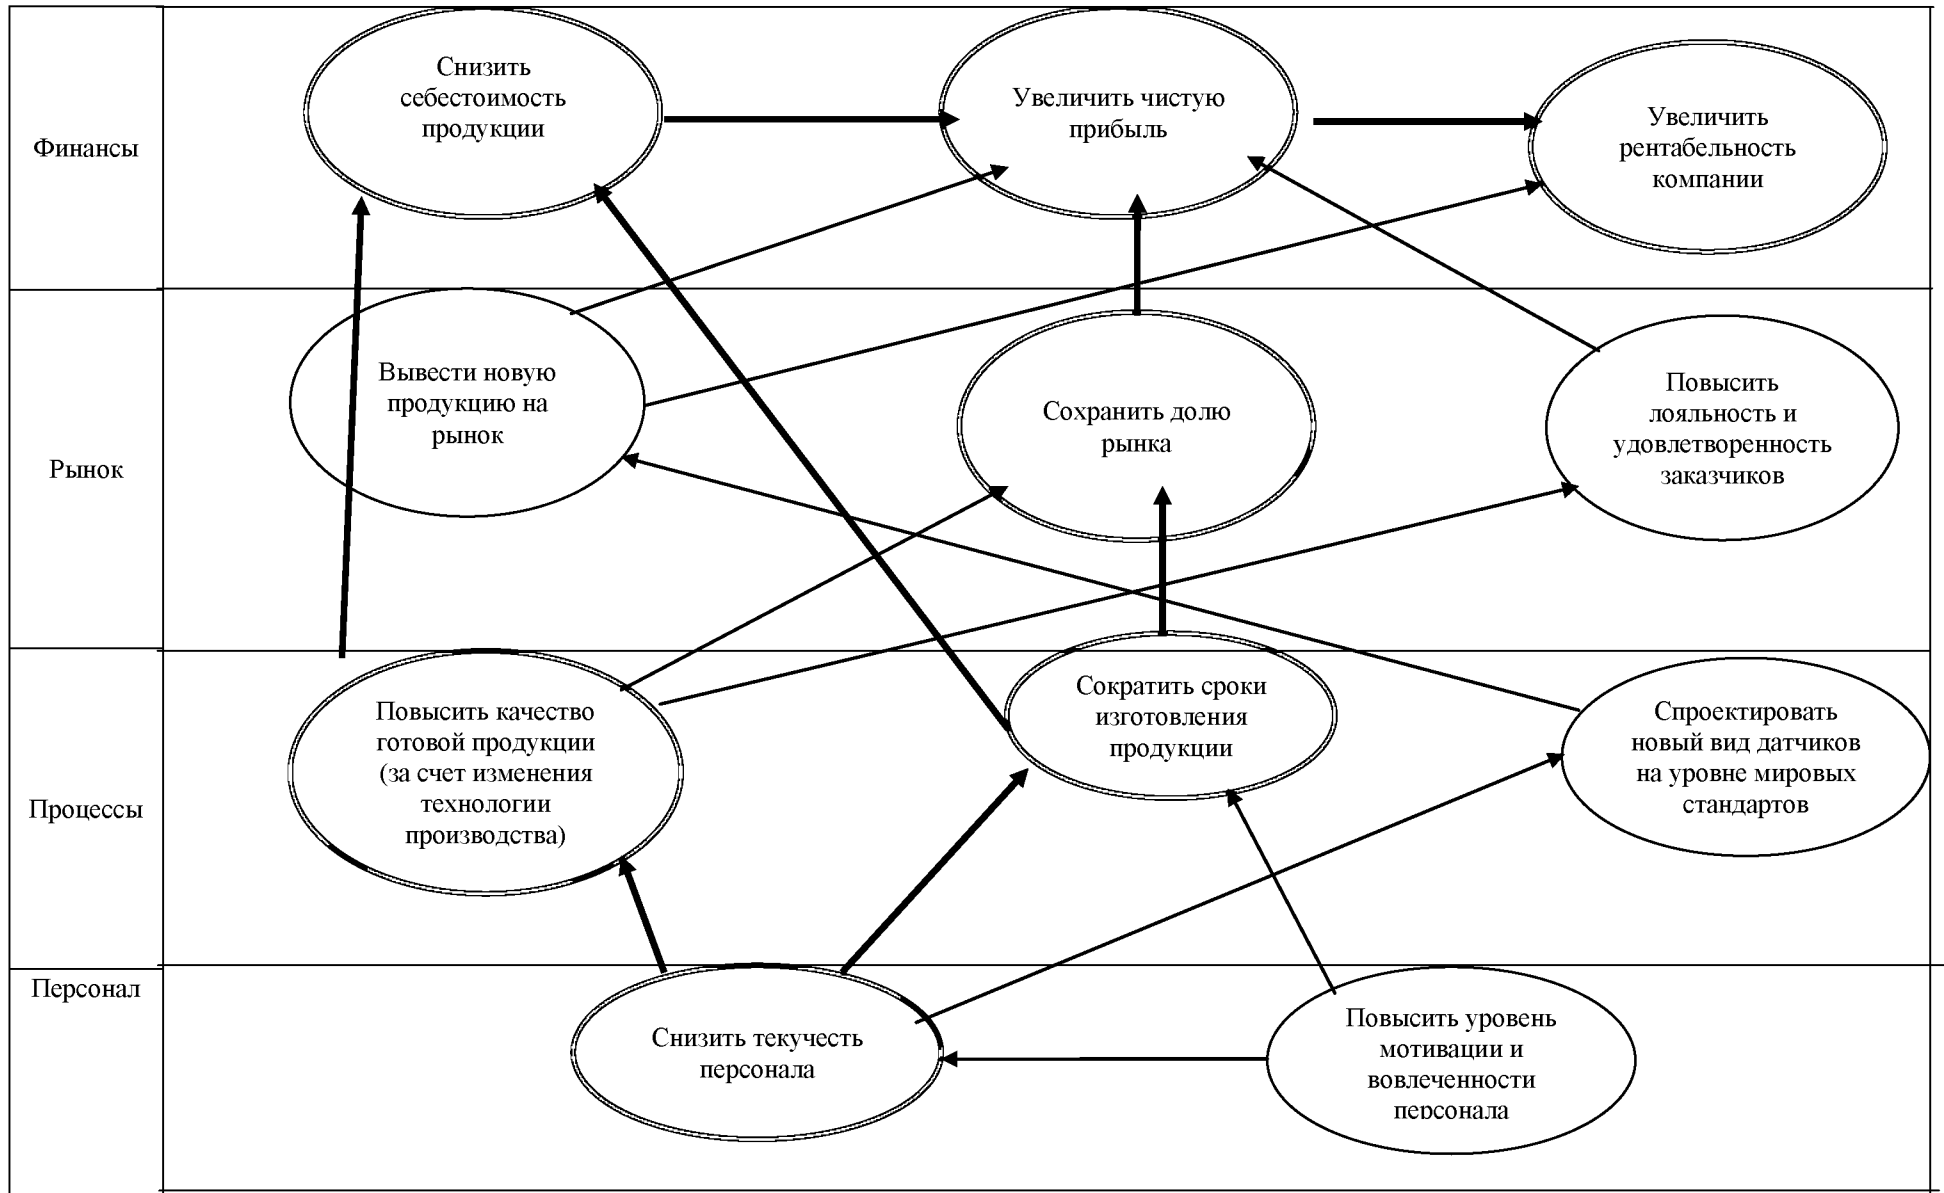 Финансы
Снизить
себестоимость
продукции
Увеличить чистую
прибыль
Увеличить
рентабельность
компании
Рынок
Вывести новую
продукцию на
рынок
Сохранить долю
рынка
Повысить
лояльность и
удовлетворенность
заказчиков
Процессы
Повысить качество
готовой продукции
(за счет изменения
технологии
производства)
Сократить сроки
изготовления
продукции
Спроектировать
новый вид датчиков
на уровне мировых
стандартов
Персонал
Снизить текучесть
персонала
Повысить уровень
мотивации и
вовлеченности
персонала